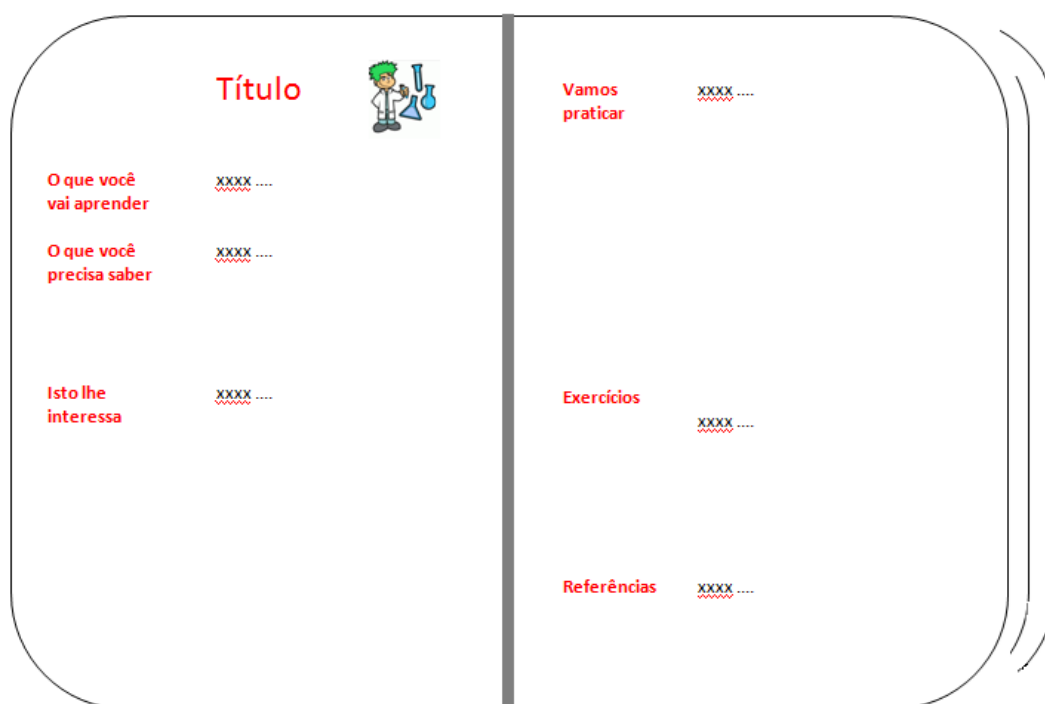 Título
O que você xxxx ....
vai aprender
O que você xxxx ....
precisa saber
Isto lhe xxxx ....
interessa
Vamos xxxx ....
praticar
Exercícios
xxxx ....
Referências xxxx ....